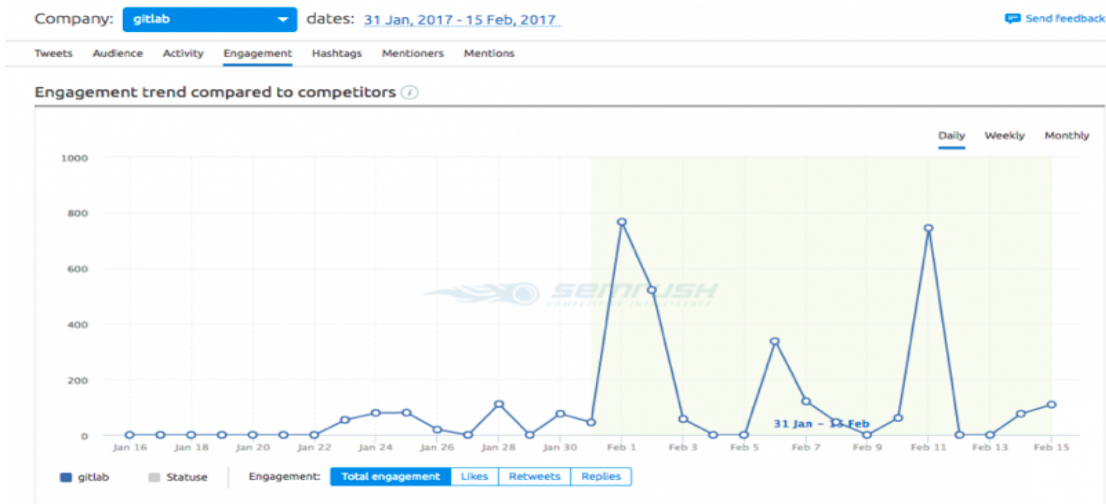 Company: gitlab dates: 31 Jan, 2017 - 15 Feb, 2017 Send feedback
Tweets Audience Activity Engagement Hashtags Mentioners Mentions
Engagement trend compared to competitors i
Daily Weekly Monthly
1000
800
600
SEMRUSH
COMPETITIVE INTELLIGENCE
400
200
31 Jan - 15 Feb
0
Jan 16 Jan 18 Jan 20 Jan 22 Jan 24 Jan 26 Jan 28 Jan 30 Feb 1 Feb 3 Feb 5 Feb 7 Feb 9 Feb 11 Feb 13 Feb 15
gitlab Statuse Engagement: Total engagement Likes Retweets Replies